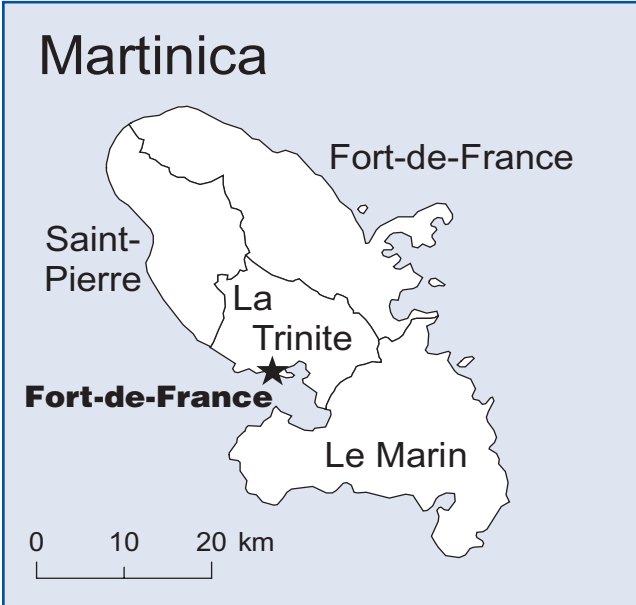 Martinica
Fort-de-France
Saint-
Pierre
La
Trinite
Fort-de-France
Le Marin
0 10 20 km